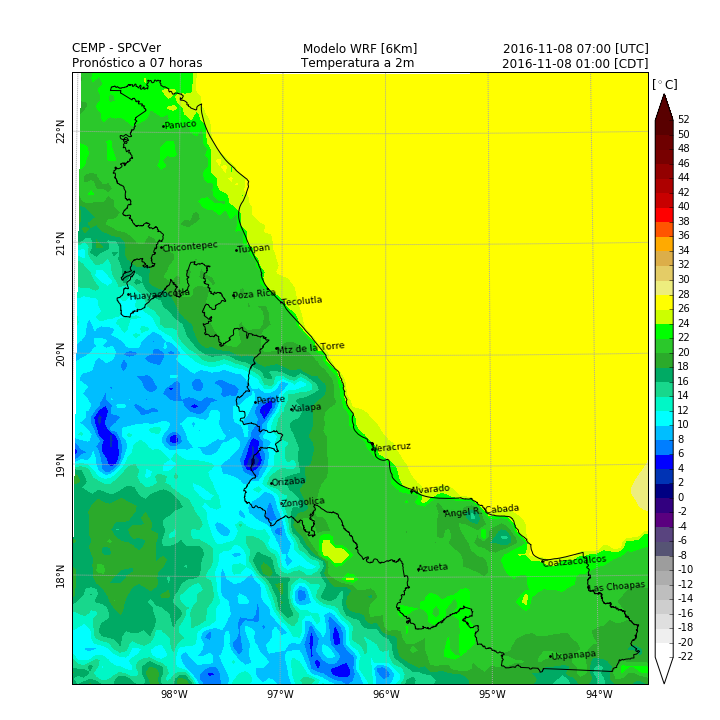 CEMP - SPCVer Modelo WRF [6Km] 2016-11-08 07:00 [UTC]
Pronóstico a 07 horas Temperatura a 2m 2016-11-08 01:00 [CDT]
[°C]
52
50
48
46
44
42
40
38
36
34
32
30
28
26
24
22
20
18
16
14
12
10
8
6
4
2
0
-2
-4
-6
-8
-10
-12
-14
-16
-18
-20
-22
22°N
21°N
20°N
19°N
18°N
Panuco
Chicontepec
Tuxpan
Huayacocotla
Poza Rica
Tecolutla
Mtz de la Torre
Perote
Xalapa
Veracruz
Orizaba
Alvarado
Zongolica
Angel R. Cabada
Coatzacoalcos
Azueta
Las Choapas
Uxpanapa
98°W 97°W 96°W 95°W 94°W